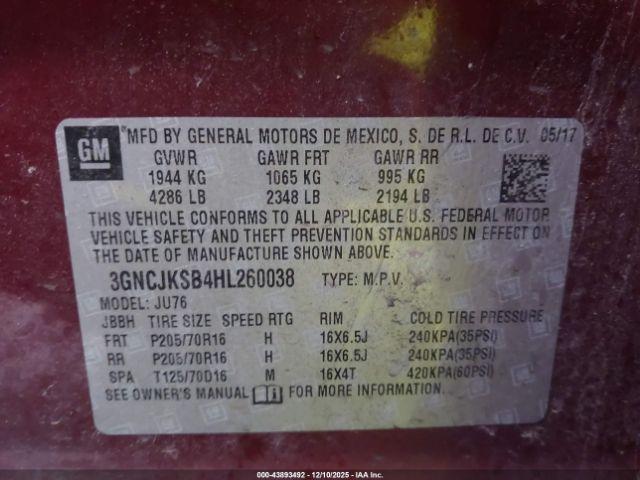 GM
MFD BY GENERAL MOTORS DE MEXICO, S. DE R.L. DE C.V. 05/17
GVWR GAWR FRT GAWR RR
1944 KG 1065 KG 995 KG
4286 LB 2348 LB 2194 LB
THIS VEHICLE CONFORMS TO ALL APPLICABLE U.S. FEDERAL MOTOR
VEHICLE SAFETY AND THEFT PREVENTION STANDARDS IN EFFECT ON
THE DATE OF MANUFACTURE SHOWN ABOVE.
3GNCJKSB4HL260038 TYPE: M.P.V.
MODEL: JU76
JBBH TIRE SIZE SPEED RTG RIM COLD TIRE PRESSURE
FRT P205/70R16 H 16X6.5J 240KPA(35PSI)
RR P205/70R16 H 16X6.5J 240KPA(35PSI)
SPA T125/70D16 M 16X4T 420KPA(60PSI)
SEE OWNER'S MANUAL FOR MORE INFORMATION.
000-43893492 - 12/10/2025 - IAA Inc.